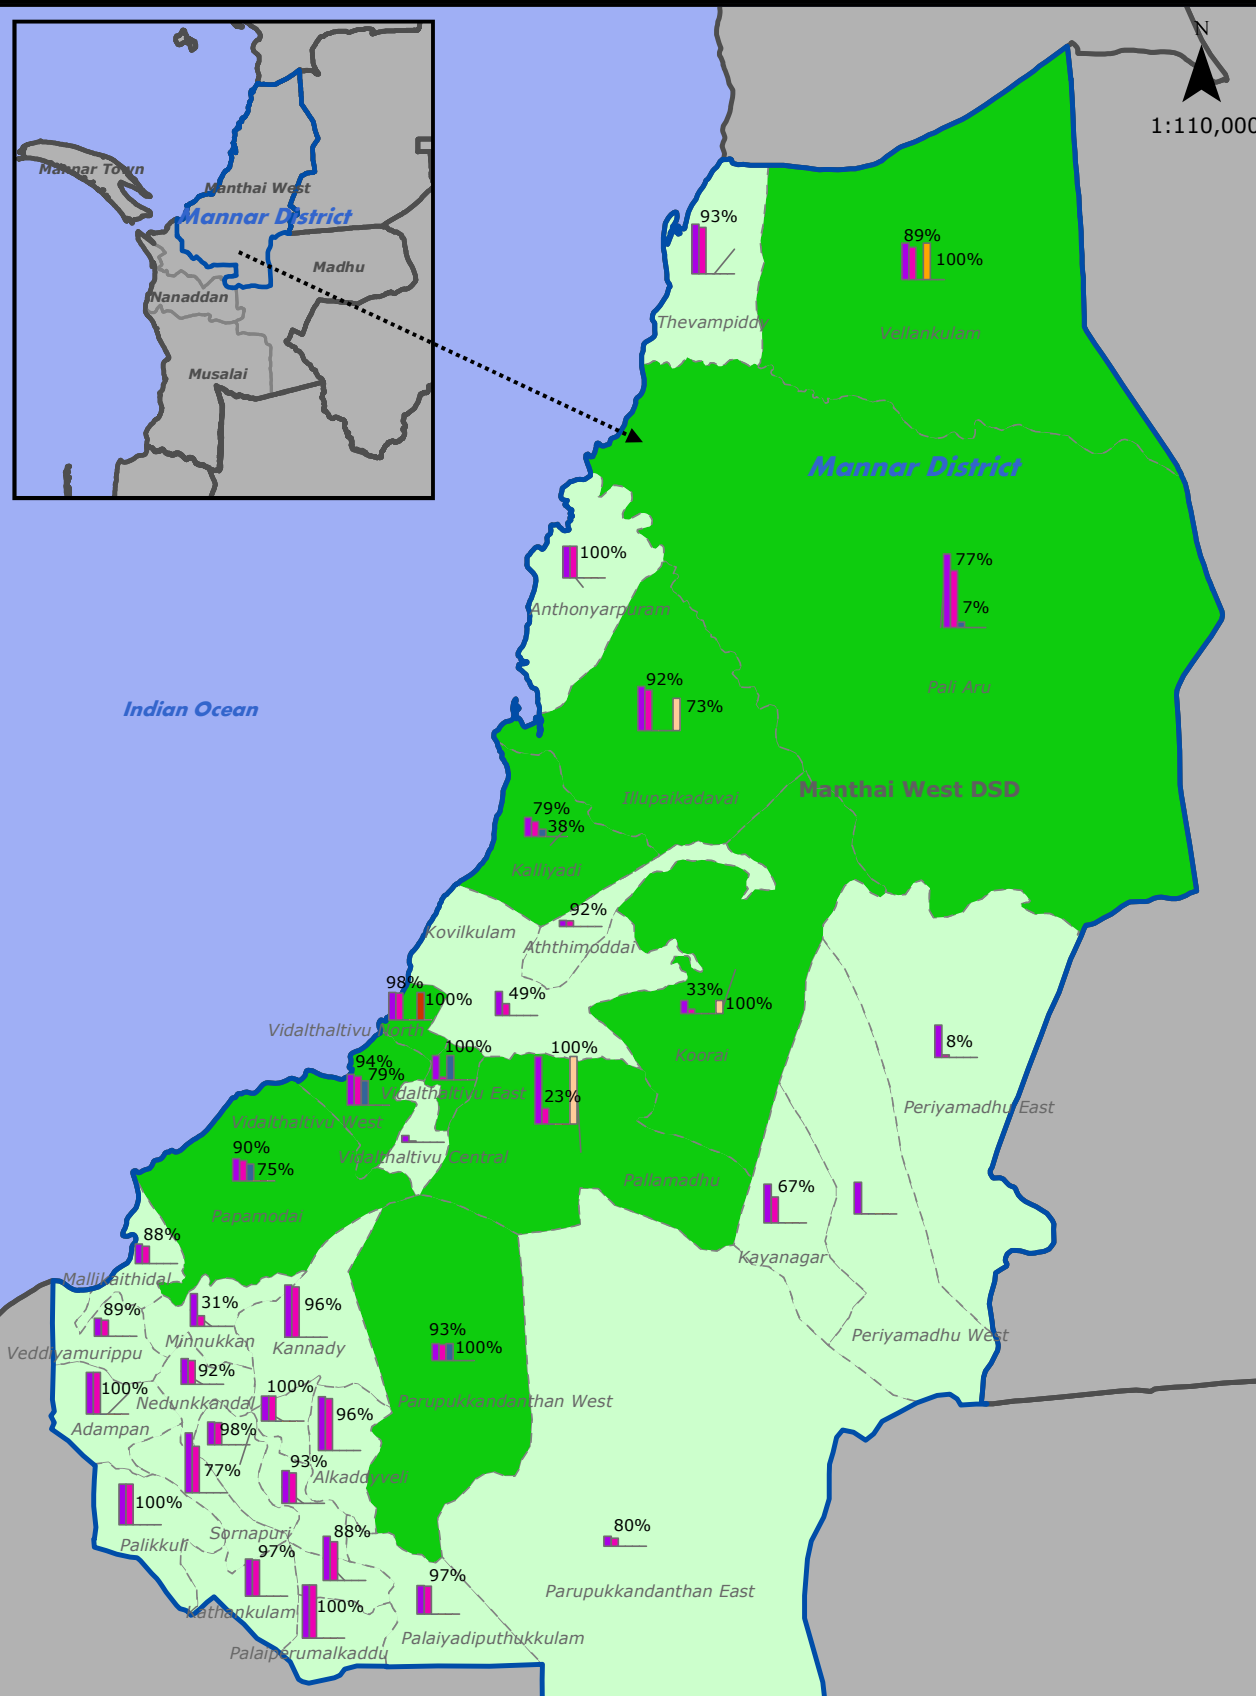 N
1:110,000
Mannar Town
Manthai West
Mannar District
Madhu
Nanaddan
Musalai
93%
Thevampiddy
89%
100%
Vellankulam
Mannar District
100%
Anthonyarpuram
77%
7%
Pali Aru
Indian Ocean
92%
73%
Illupaikadavai
Manthai West DSD
79%
38%
Kalliyadi
92%
Kovilkulam
Aththimoddai
98%
100%
49%
33%
100%
Vidalthaltivu North
Koorai
8%
100%
100%
94%
79%
Vidalthaltivu East
23%
Periyamadhu East
Vidalthaltivu West
90%
75%
Vidalthaltivu Central
Pallamadhu
67%
Papamodai
88%
Kayanagar
Mallikaithidal
89%
31%
96%
Veddiyamurippu
Minnukkan
Kannady
93%
100%
Periyamadhu West
92%
100%
Nedunkkandal
100%
Parupukkandanthan West
Adampan
98%
96%
77%
93%
Alkaddyveli
100%
Palikkuli
Sornapuri
88%
97%
80%
97%
Parupukkandanthan East
Kathankulam
100%
Palaiyadiputhukkulam
Palaiperumalkaddu